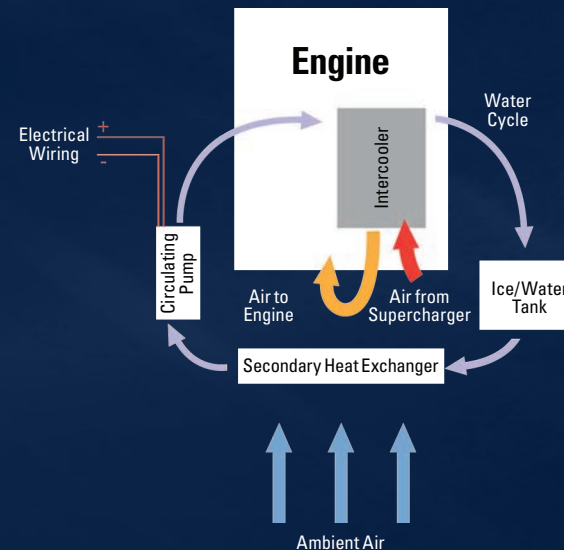 Engine
Water
Cycle
Electrical
Wiring
+
-
Intercooler
Circulating
Pump
Air to
Engine
Air from
Supercharger
Ice/Water
Tank
Secondary Heat Exchanger
Ambient Air